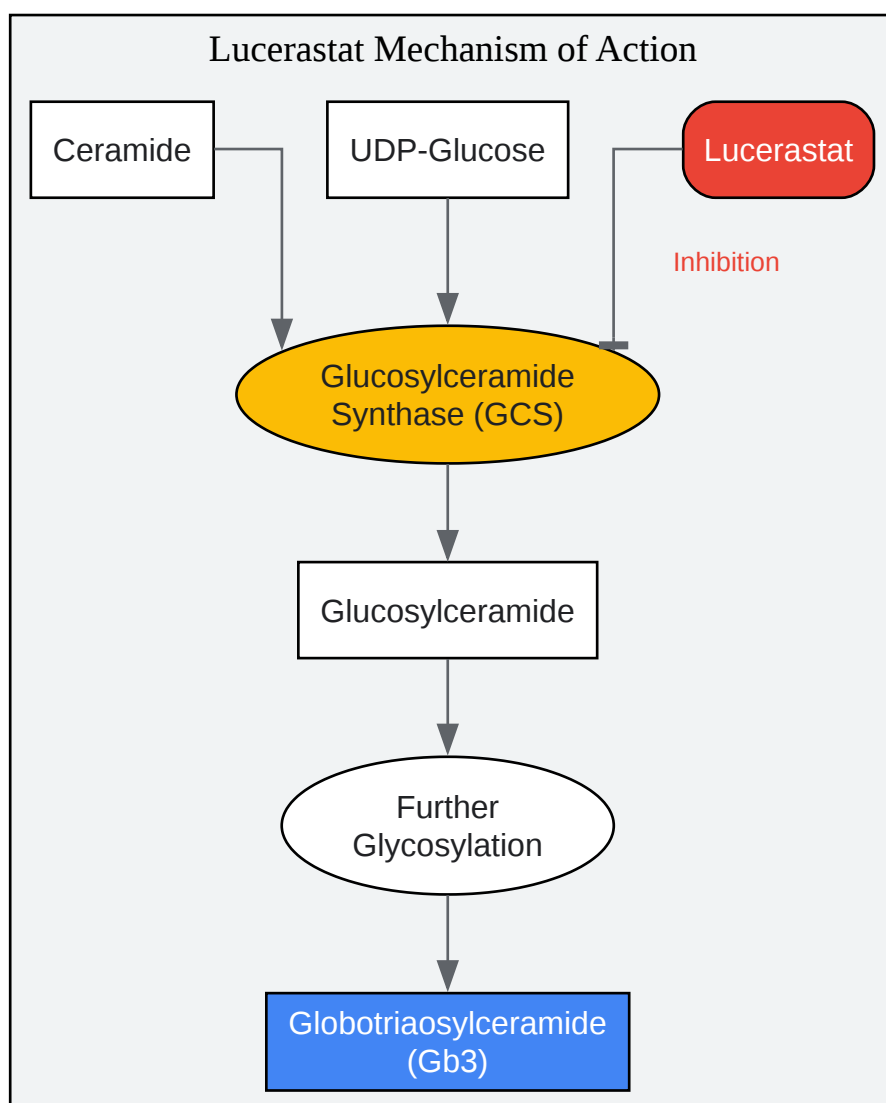 Lucerastat Mechanism of Action
Ceramide
UDP-Glucose
Lucerastat
Inhibition
Glucosylceramide
Synthase (GCS)
Glucosylceramide
Further
Glycosylation
Globotriaosylceramide
(Gb3)